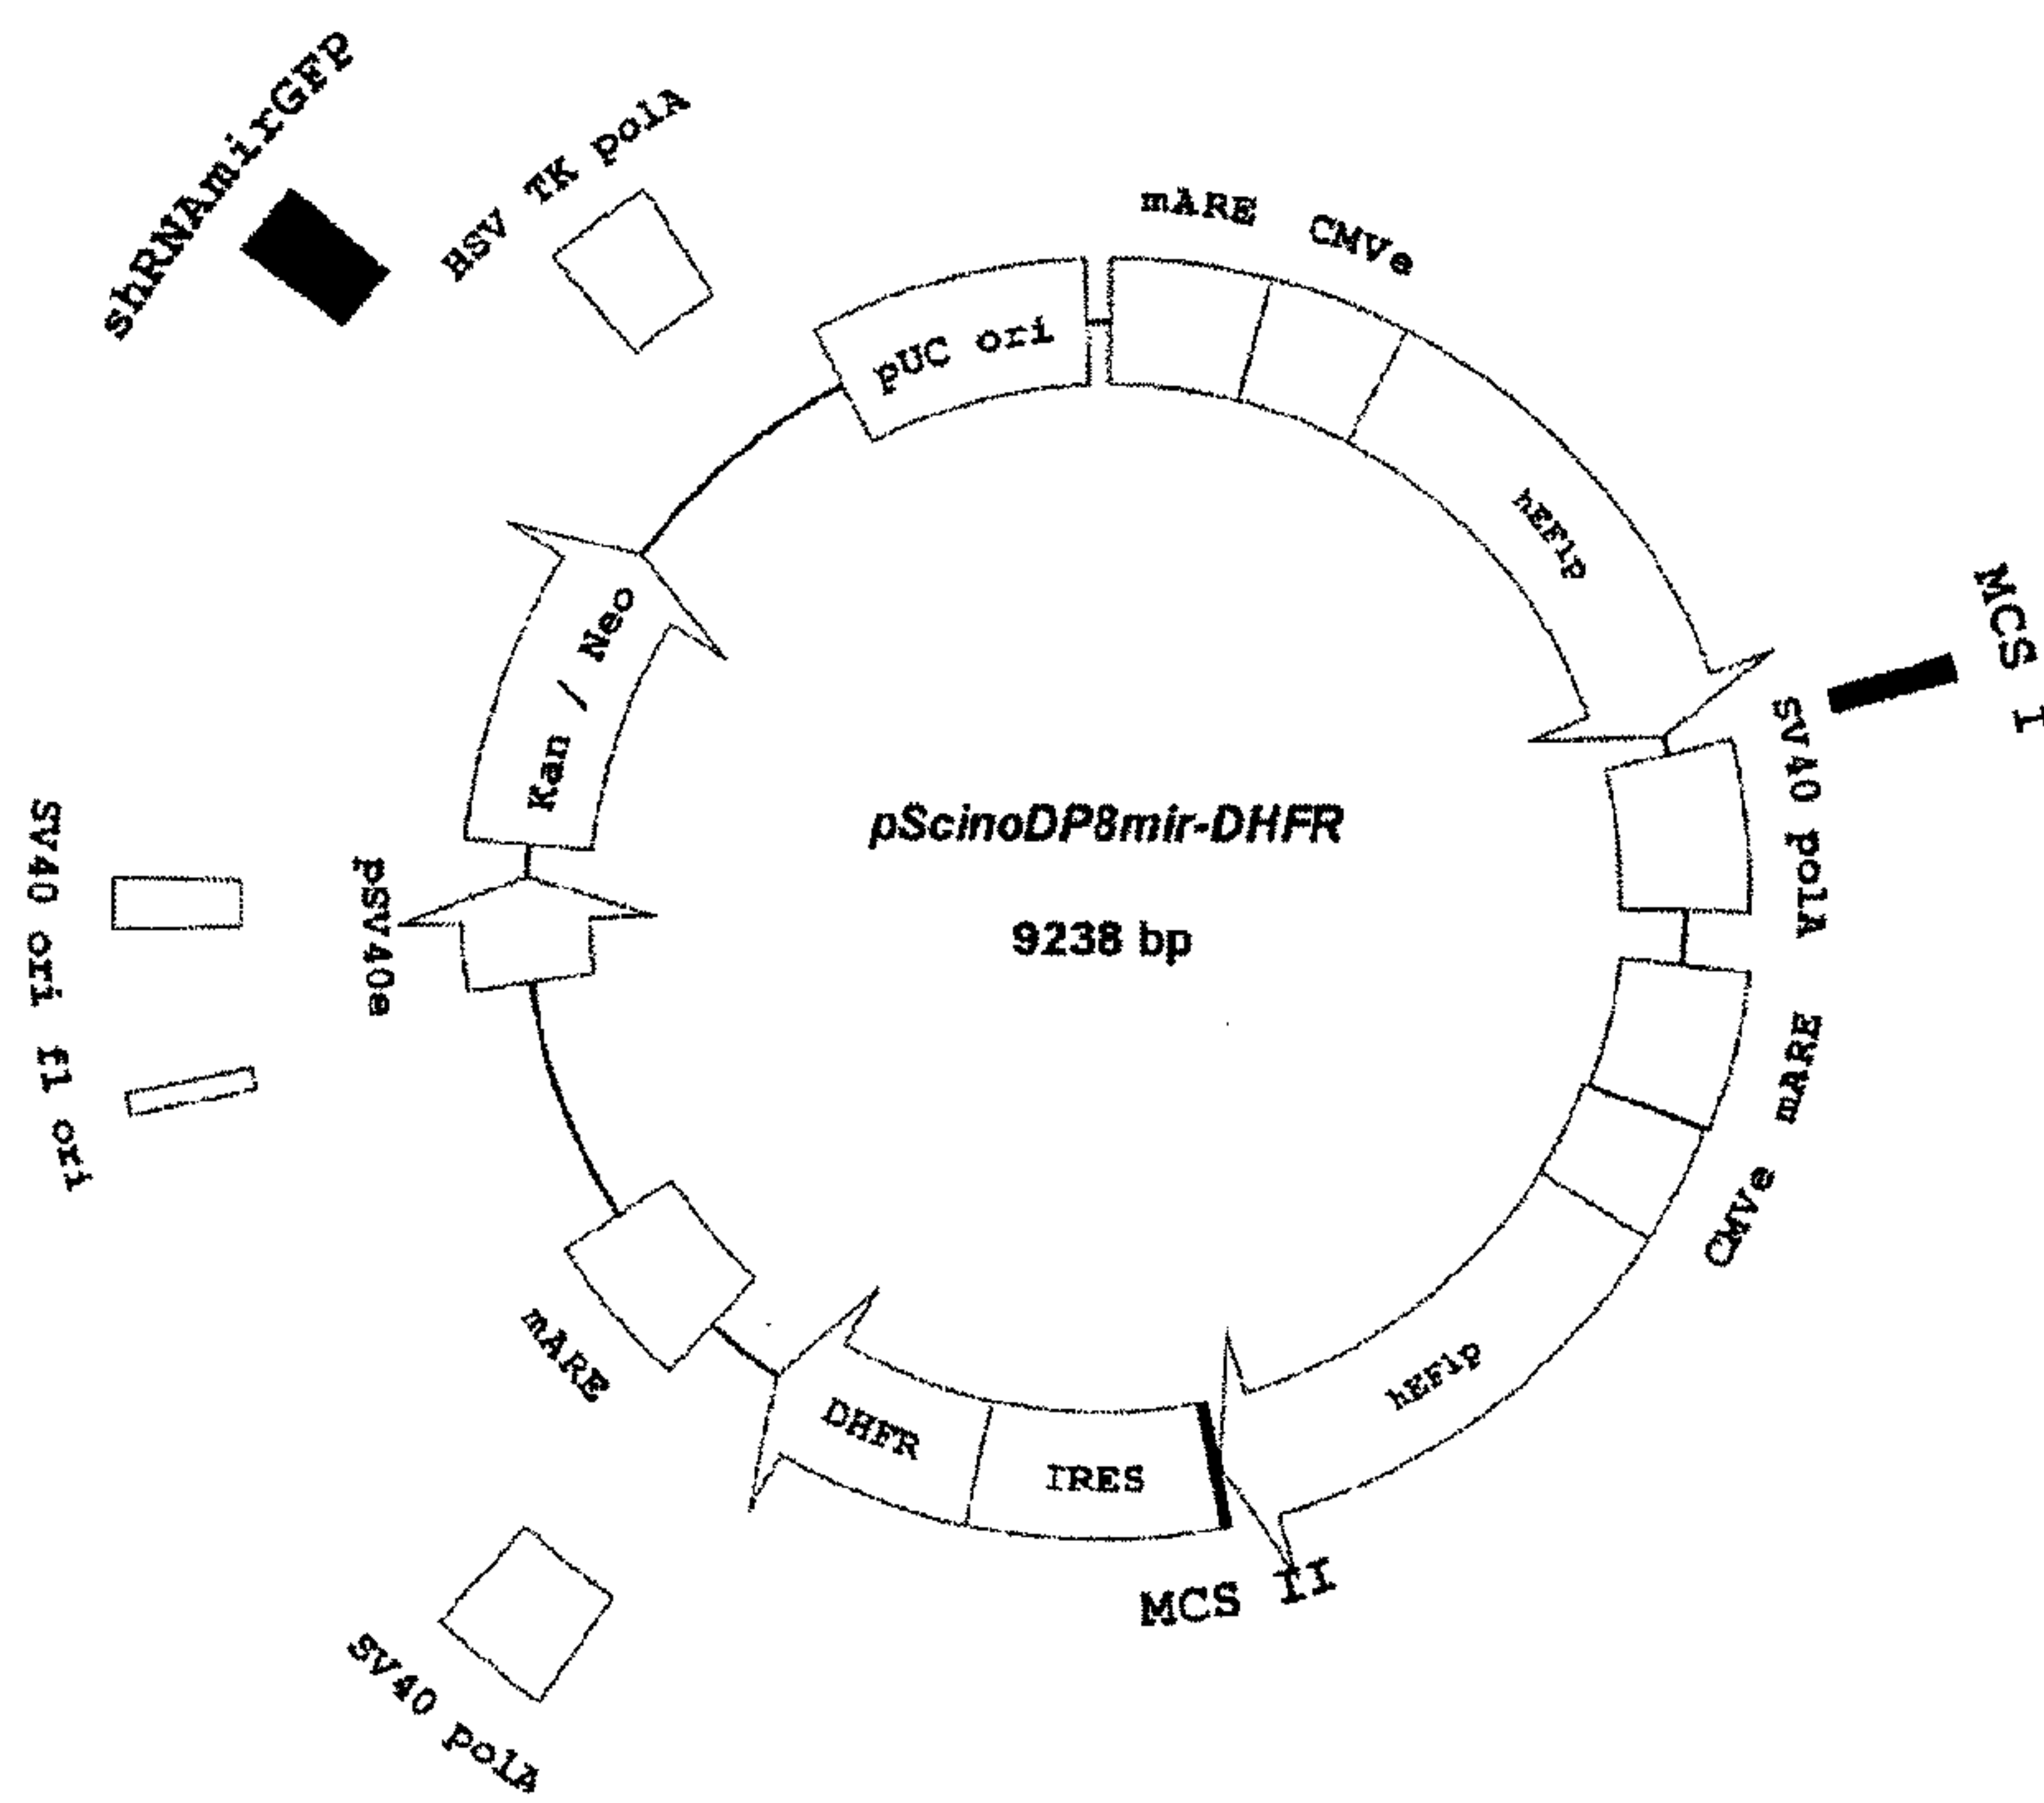 shRNAmirGFP
HSV TK polA
mARE
CMVe
pUC ori
hEF1p
MCS I
Kan / Neo
SV40 polA
pScinoDP8mir-DHFR
9238 bp
SV40 ori
pSV40e
f1 ori
mARE
CMVe
mARE
hEF1p
DHFR
IRES
MCS II
SV40 polA